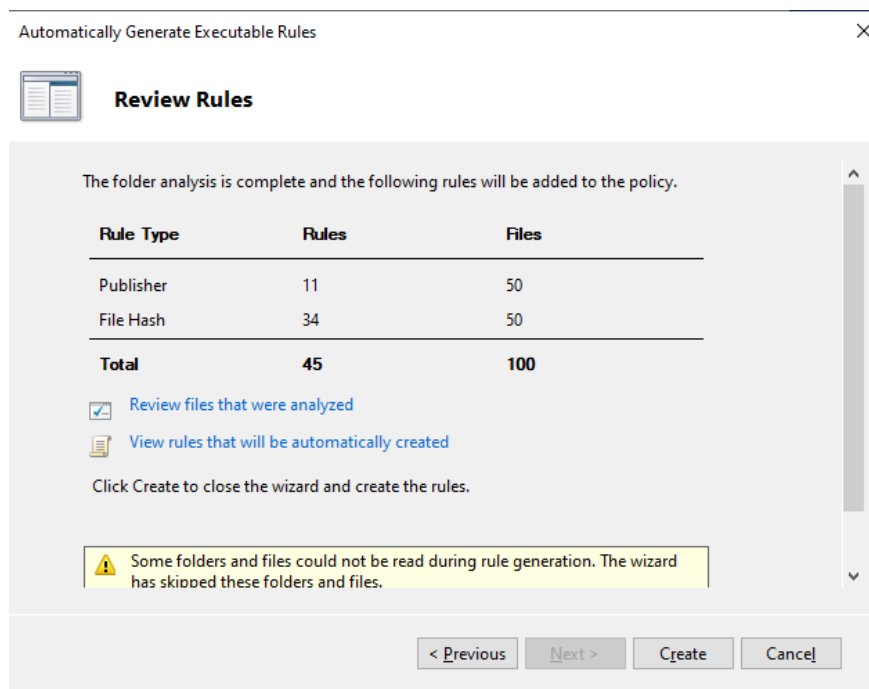 Automatically Generate Executable Rules
Review Rules
The folder analysis is complete and the following rules will be added to the policy.
Rule Type Rules Files
Publisher 11 50
File Hash 34 50
Total 45 100
Review files that were analyzed
View rules that will be automatically created
Click Create to close the wizard and create the rules.
Some folders and files could not be read during rule generation. The wizard
has skipped these folders and files.
< Previous Next > Create Cancel